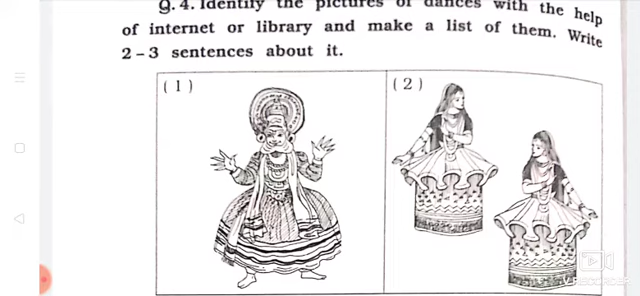 Q. 4. Identify the pictures of dances with the help
of internet or library and make a list of them. Write
2 – 3 sentences about it.
( 1 )
( 2 )
V RECORDER